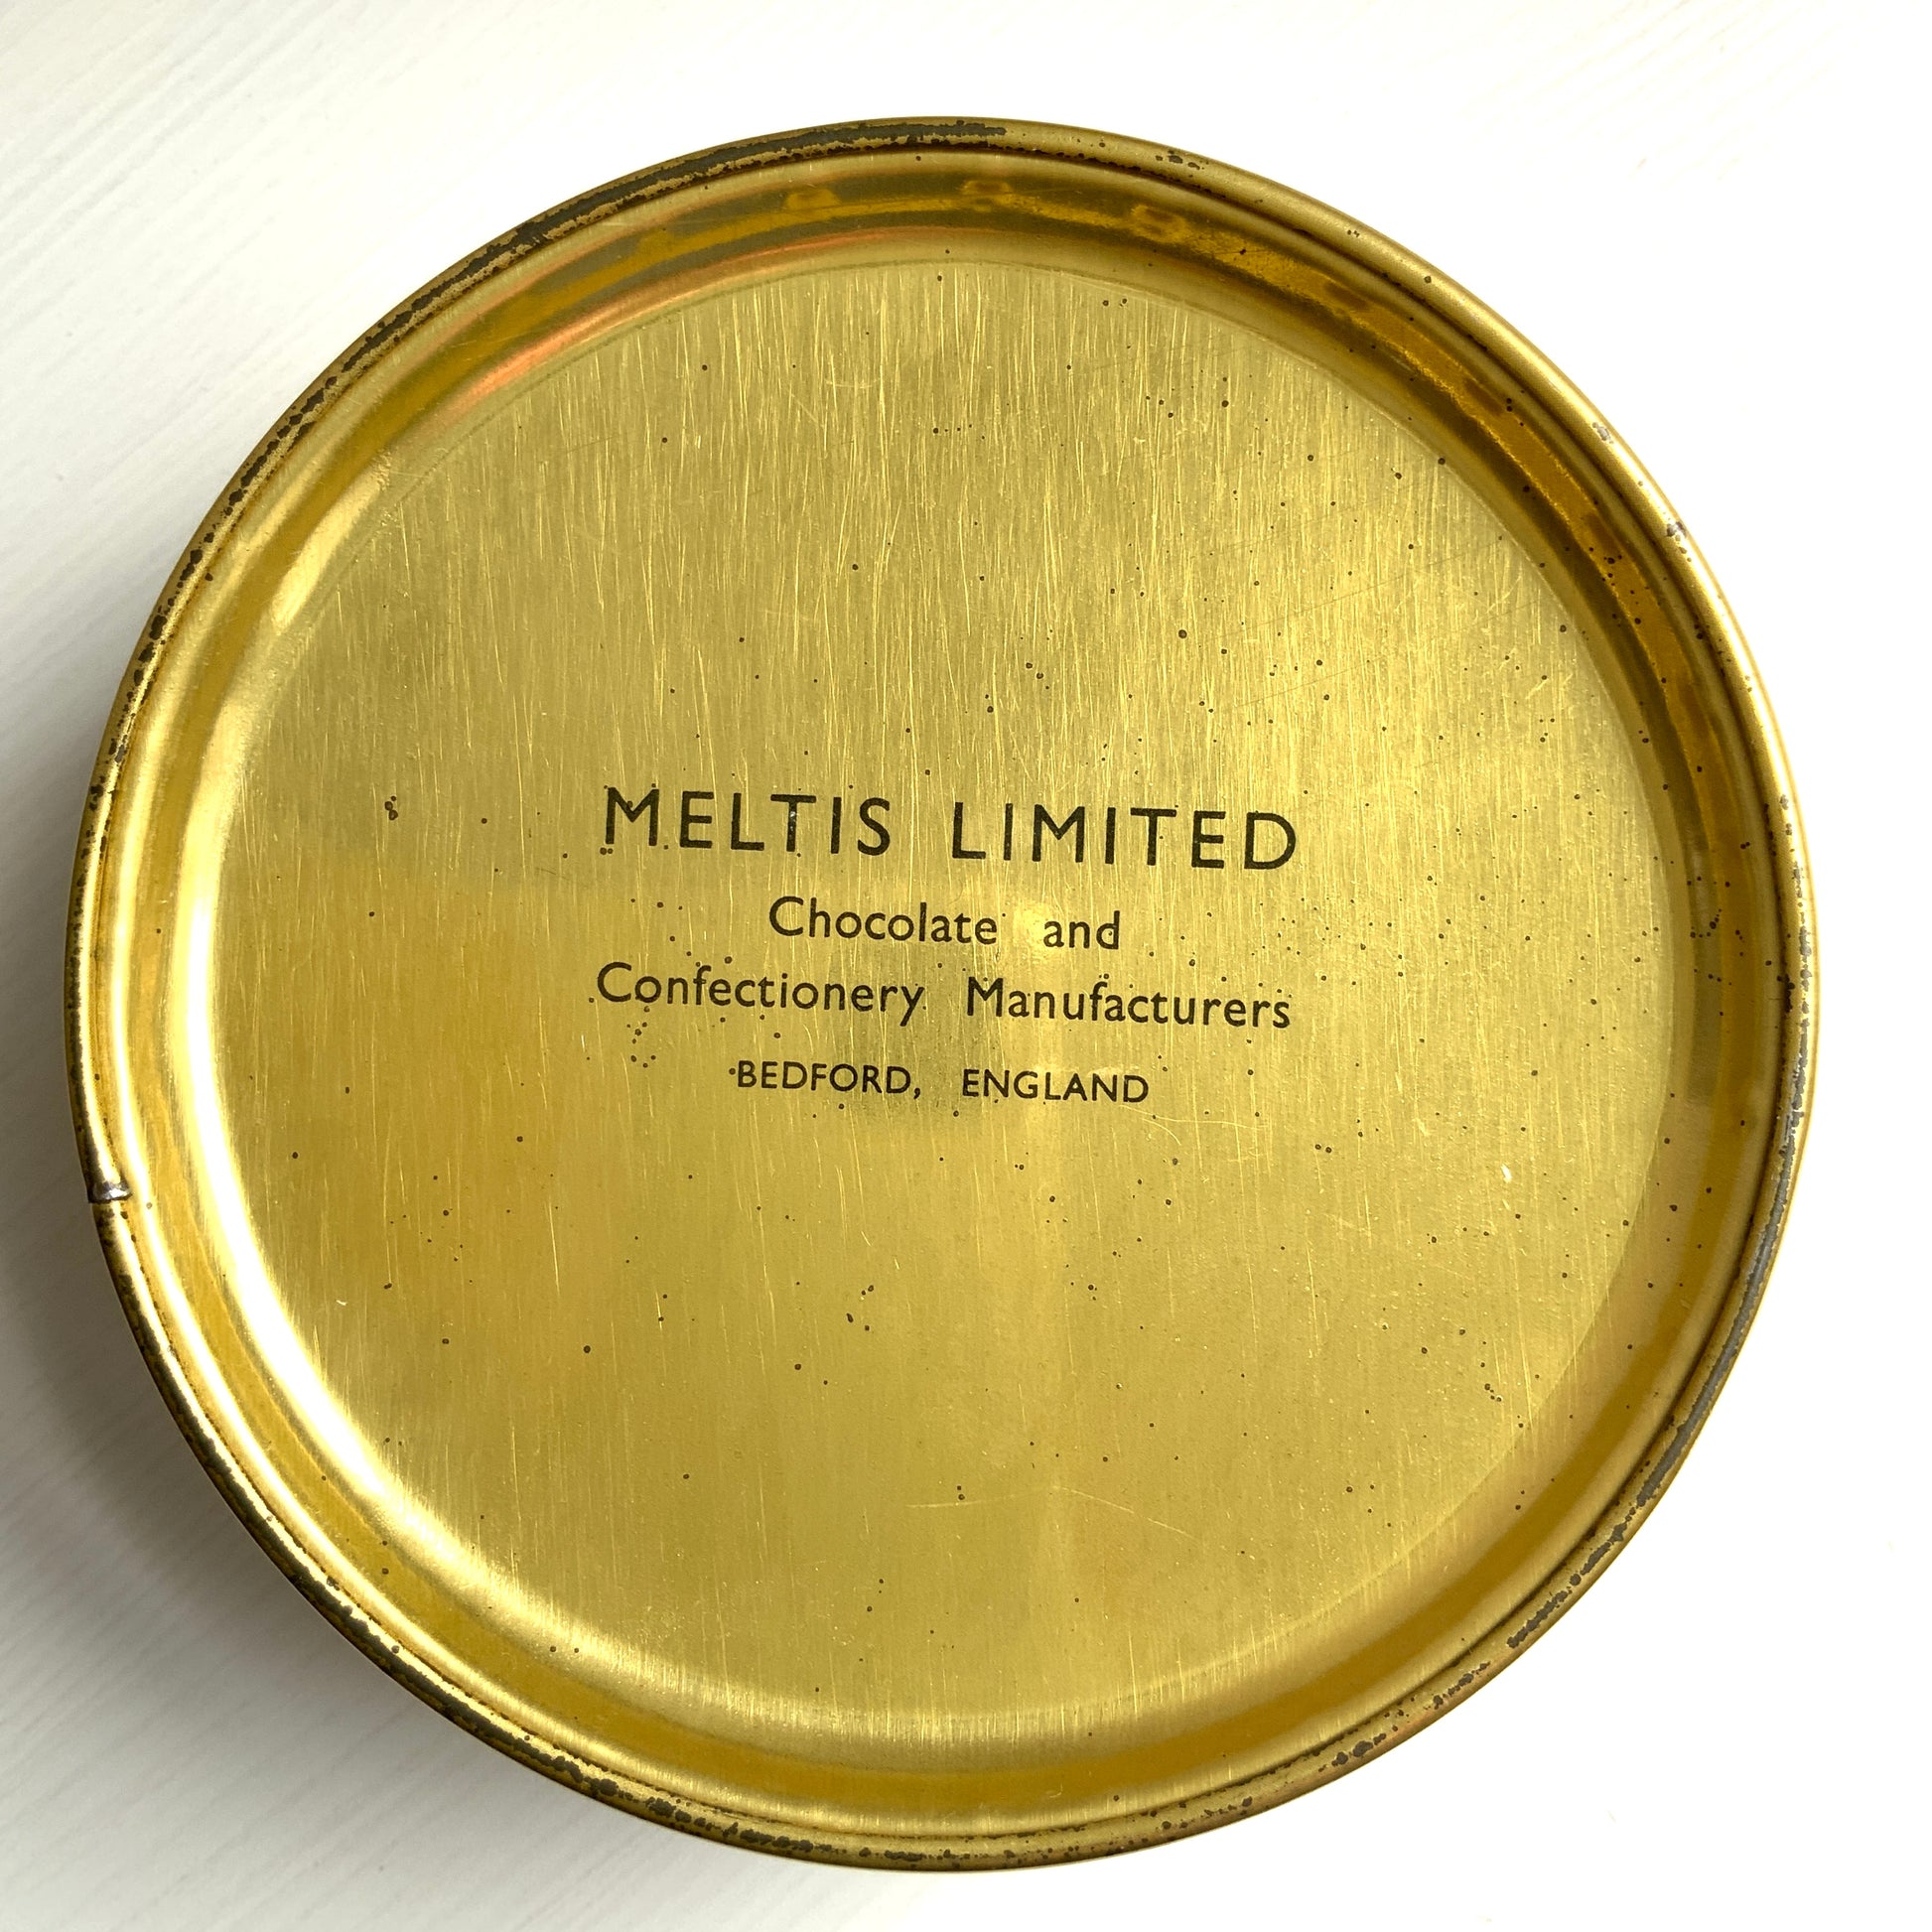 MELTIS LIMITED
Chocolate and
Confectionery Manufacturers
BEDFORD, ENGLAND